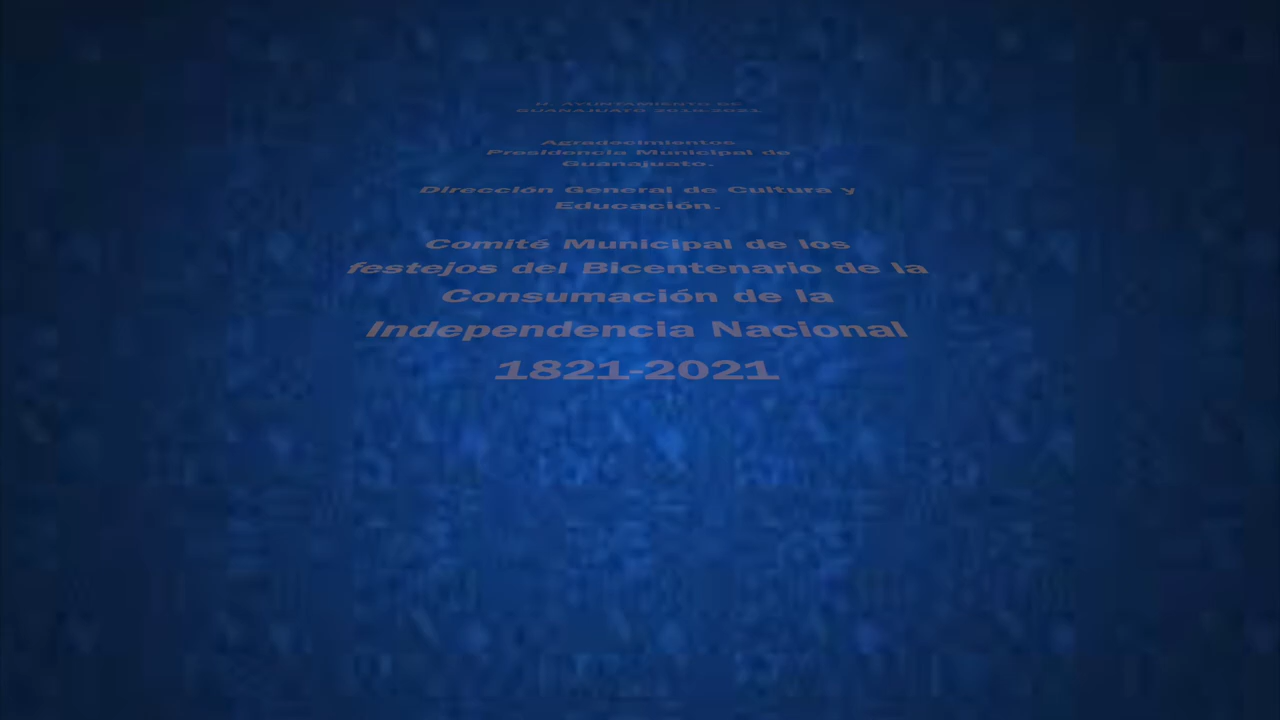 H. AYUNTAMIENTO DE
GUANAJUATO 2018-2021
Agradecimientos
Presidencia Municipal de
Guanajuato.
Dirección General de Cultura y
Educación.
Comité Municipal de los
festejos del Bicentenario de la
Consumación de la
Independencia Nacional
1821-2021